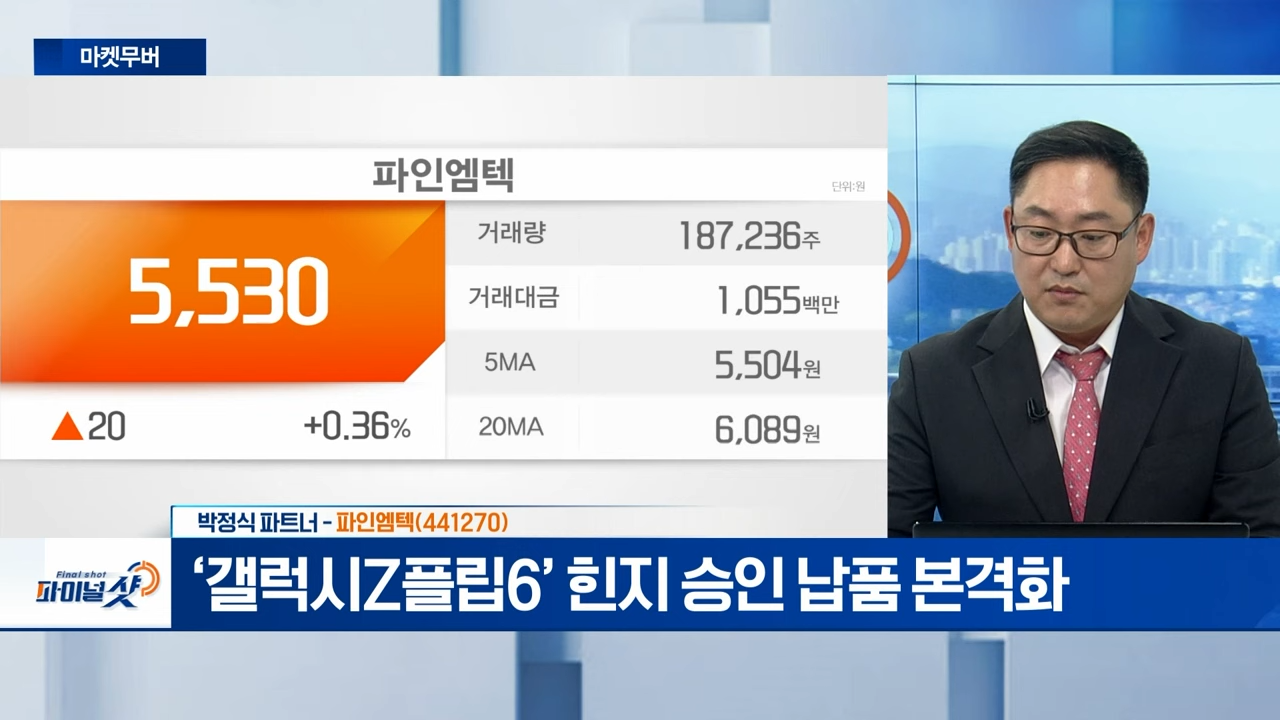 마켓무버
파인엠텍
단위:원
5,530
▲20 +0.36%
거래량 187,236주
거래대금 1,055백만
5MA 5,504원
20MA 6,089원
박정식 파트너 - 파인엠텍(441270)
Final shot
파이널샷
‘갤럭시Z플립6’ 힌지 승인 납품 본격화